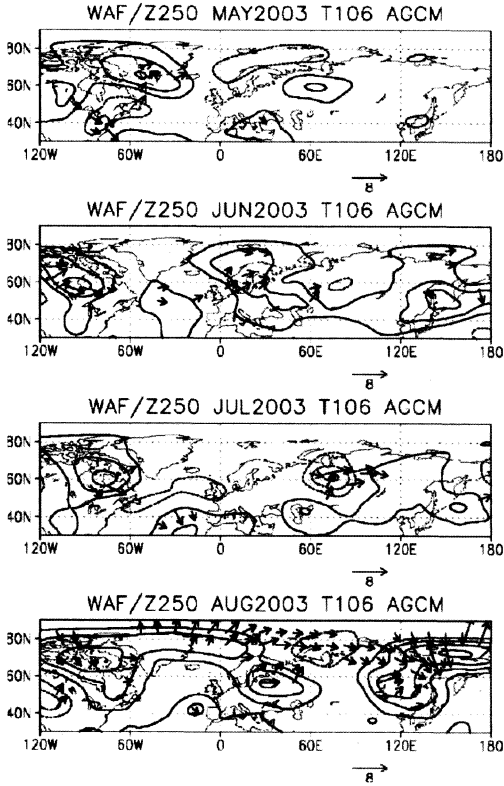 WAF/Z250 MAY2003 T106 AGCM
80N
60N
40N
120W 60W 0 60E 120E 180
8
WAF/Z250 JUN2003 T106 AGCM
80N
60N
40N
120W 60W 0 60E 120E 180
8
WAF/Z250 JUL2003 T106 AGCM
80N
60N
40N
120W 60W 0 60E 120E 180
8
WAF/Z250 AUG2003 T106 AGCM
80N
60N
40N
120W 60W 0 60E 120E 180
8